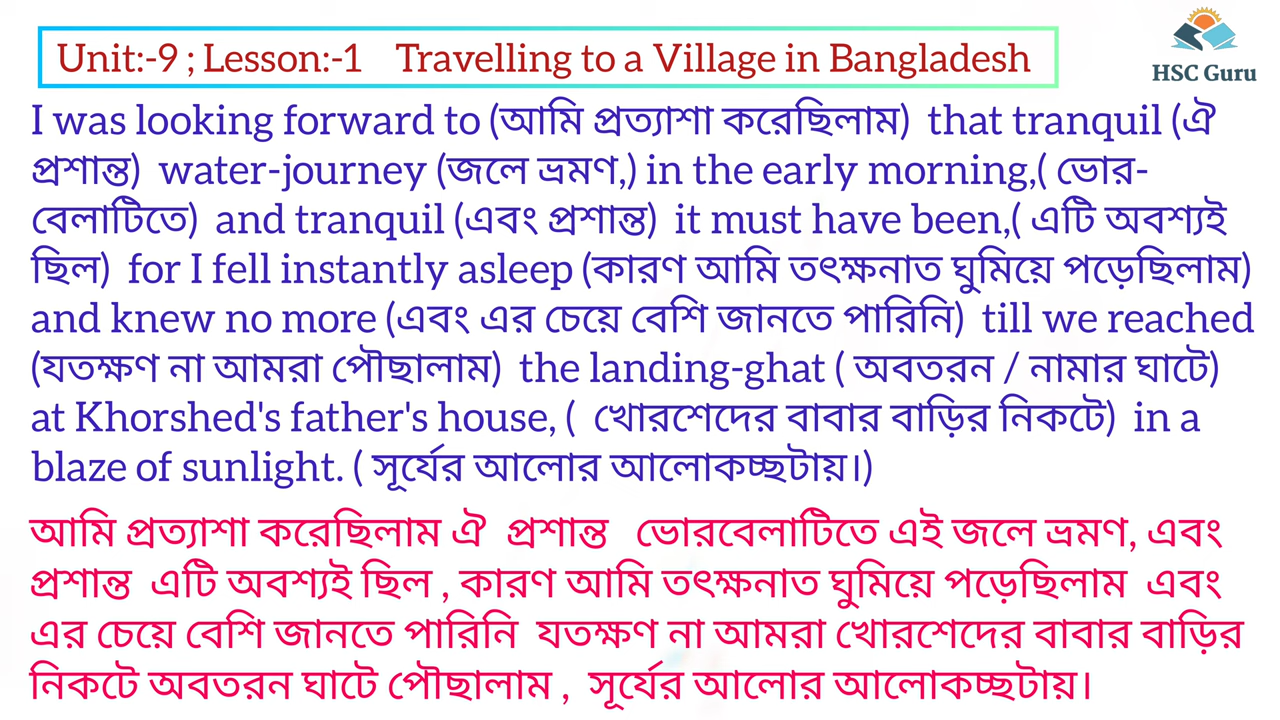 Unit:-9 ; Lesson:-1 Travelling to a Village in Bangladesh
HSC Guru
I was looking forward to (আমি প্রত্যাশা করেছিলাম) that tranquil (ঐ
প্রশান্ত) water-journey (জলে ভ্রমণ,) in the early morning,( ভোর-
বেলাটিতে) and tranquil (এবং প্রশান্ত) it must have been,( এটি অবশ্যই
ছিল) for I fell instantly asleep (কারণ আমি তৎক্ষনাত ঘুমিয়ে পড়েছিলাম)
and knew no more (এবং এর চেয়ে বেশি জানতে পারিনি) till we reached
(যতক্ষণ না আমরা পৌছালাম) the landing-ghat ( অবতরন / নামার ঘাটে)
at Khorshed's father's house, ( খোরশেদের বাবার বাড়ির নিকটে) in a
blaze of sunlight. ( সূর্যের আলোর আলোকচ্ছটায়।)
আমি প্রত্যাশা করেছিলাম ঐ প্রশান্ত ভোরবেলাটিতে এই জলে ভ্রমণ, এবং
প্রশান্ত এটি অবশ্যই ছিল , কারণ আমি তৎক্ষনাত ঘুমিয়ে পড়েছিলাম এবং
এর চেয়ে বেশি জানতে পারিনি যতক্ষণ না আমরা খোরশেদের বাবার বাড়ির
নিকটে অবতরন ঘাটে পৌছালাম , সূর্যের আলোর আলোকচ্ছটায়।